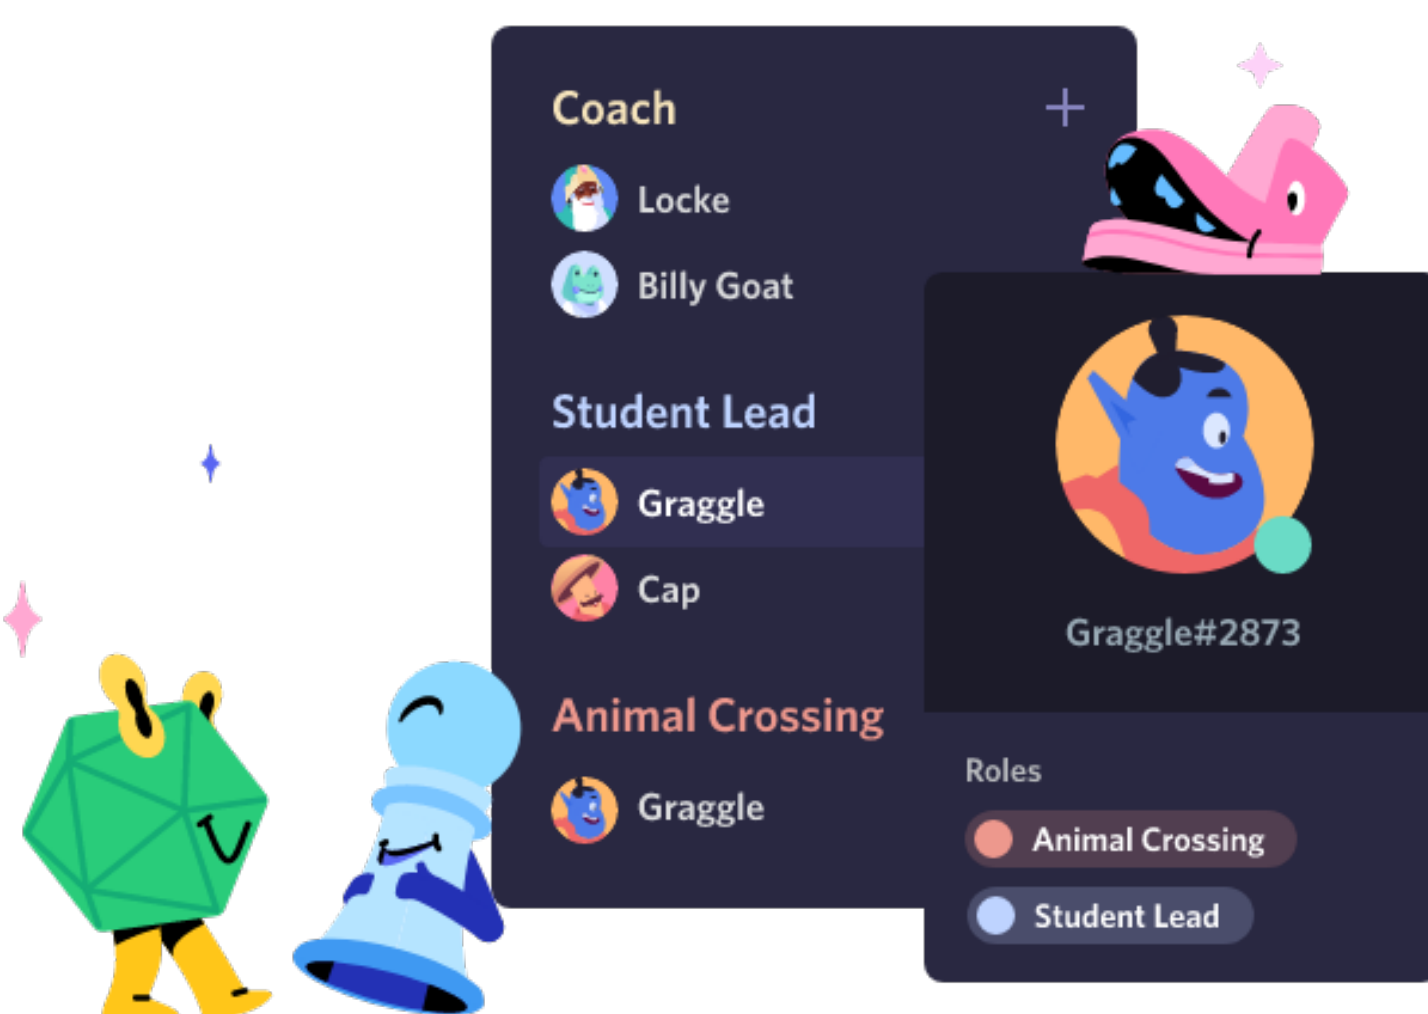 Coach
Locke
Billy Goat
Student Lead
Graggle
Cap
Animal Crossing
Graggle
Graggle#2873
Roles
Animal Crossing
Student Lead